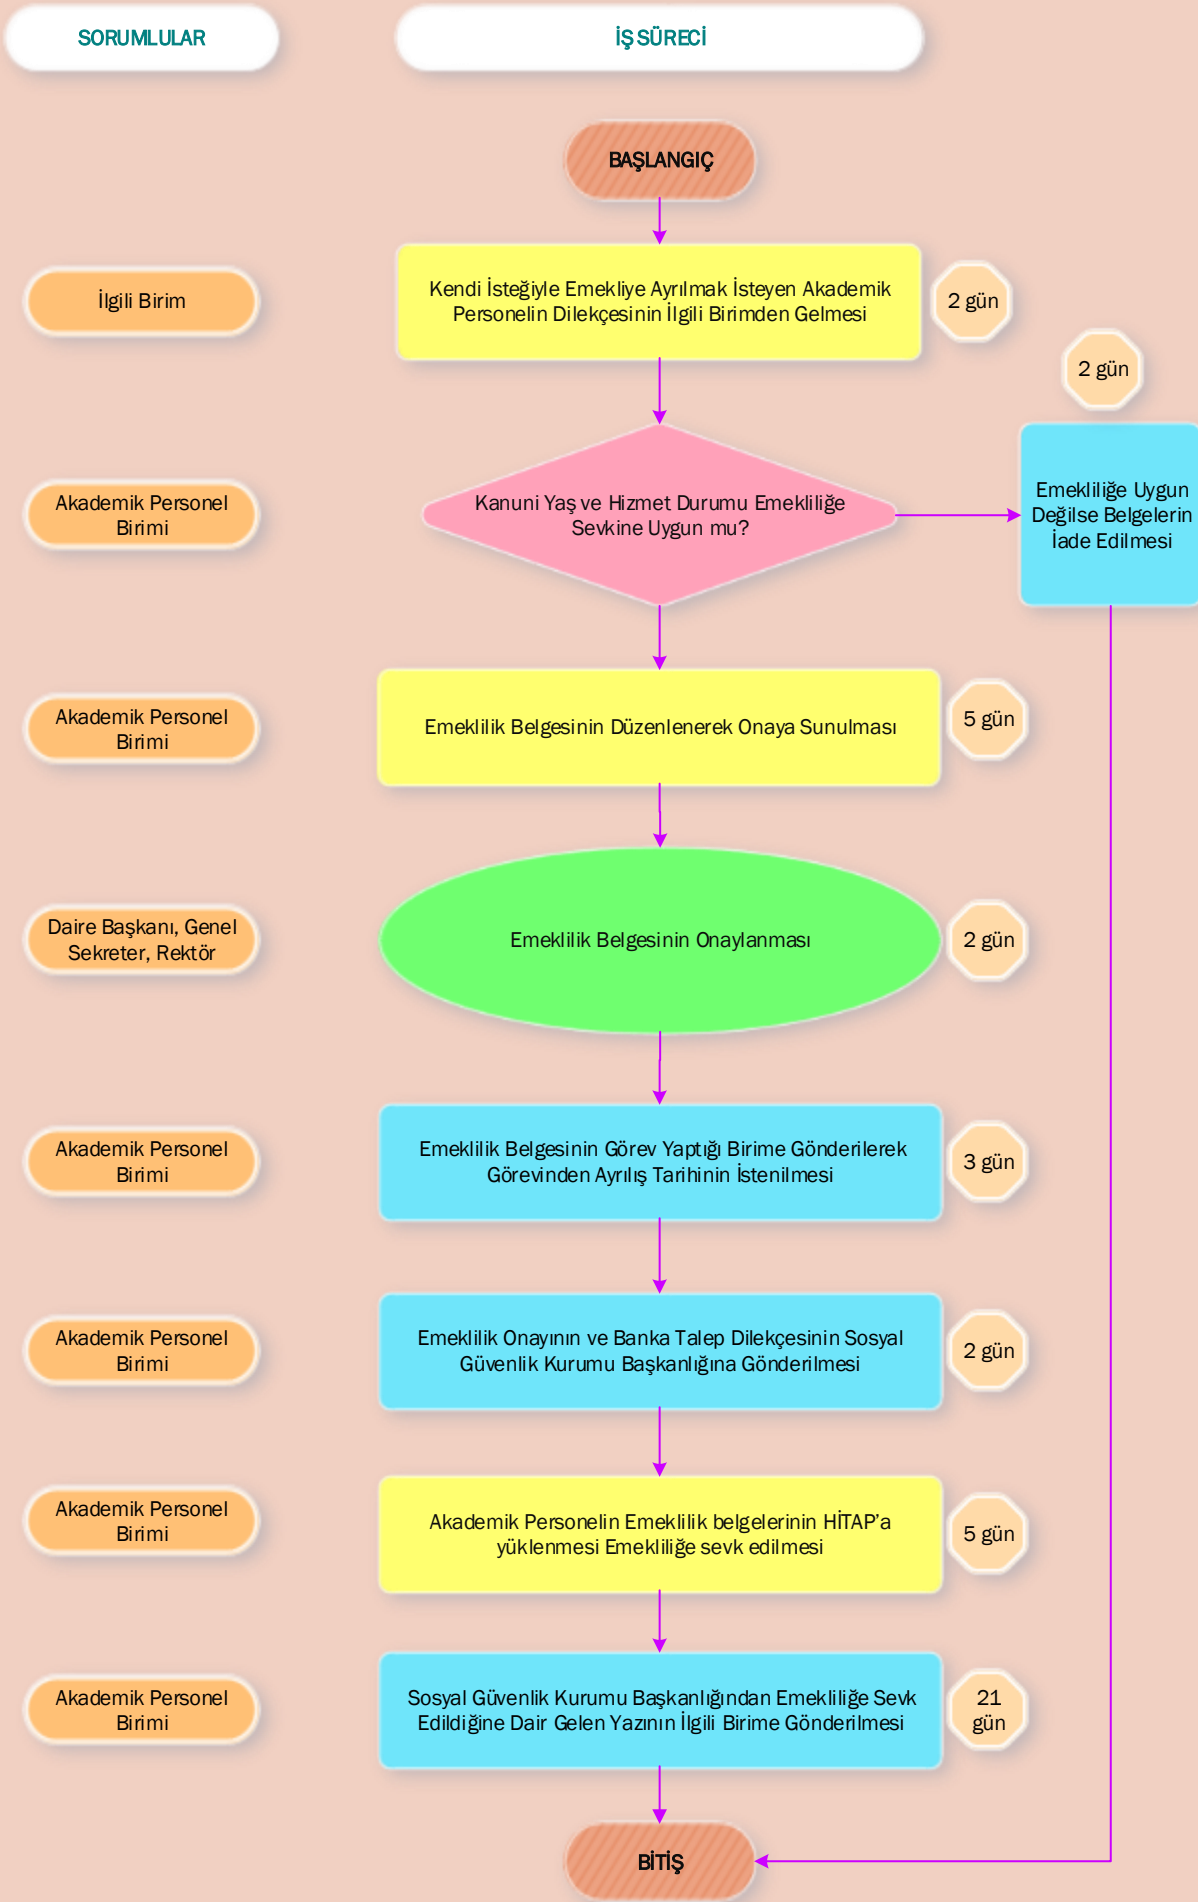 SORUMLULAR
İŞ SÜRECİ
BAŞLANGIÇ
İlgili Birim
Kendi İsteğiyle Emekliye Ayrılmak İsteyen Akademik
Personelin Dilekçesinin İlgili Birimden Gelmesi
2 gün
2 gün
Akademik Personel
Birimi
Kanuni Yaş ve Hizmet Durumu Emekliliğe
Sevkine Uygun mu?
Emekliliğe Uygun
Değilse Belgelerin
İade Edilmesi
Akademik Personel
Birimi
Emeklilik Belgesinin Düzenlenerek Onaya Sunulması
5 gün
Daire Başkanı, Genel
Sekreter, Rektör
Emeklilik Belgesinin Onaylanması
2 gün
Akademik Personel
Birimi
Emeklilik Belgesinin Görev Yaptığı Birime Gönderilerek
Görevinden Ayrılış Tarihinin İstenilmesi
3 gün
Akademik Personel
Birimi
Emeklilik Onayının ve Banka Talep Dilekçesinin Sosyal
Güvenlik Kurumu Başkanlığına Gönderilmesi
2 gün
Akademik Personel
Birimi
Akademik Personelin Emeklilik belgelerinin HİTAP’a
yüklenmesi Emekliliğe sevk edilmesi
5 gün
Akademik Personel
Birimi
Sosyal Güvenlik Kurumu Başkanlığından Emekliliğe Sevk
Edildiğine Dair Gelen Yazının İlgili Birime Gönderilmesi
21
gün
BİTİŞ